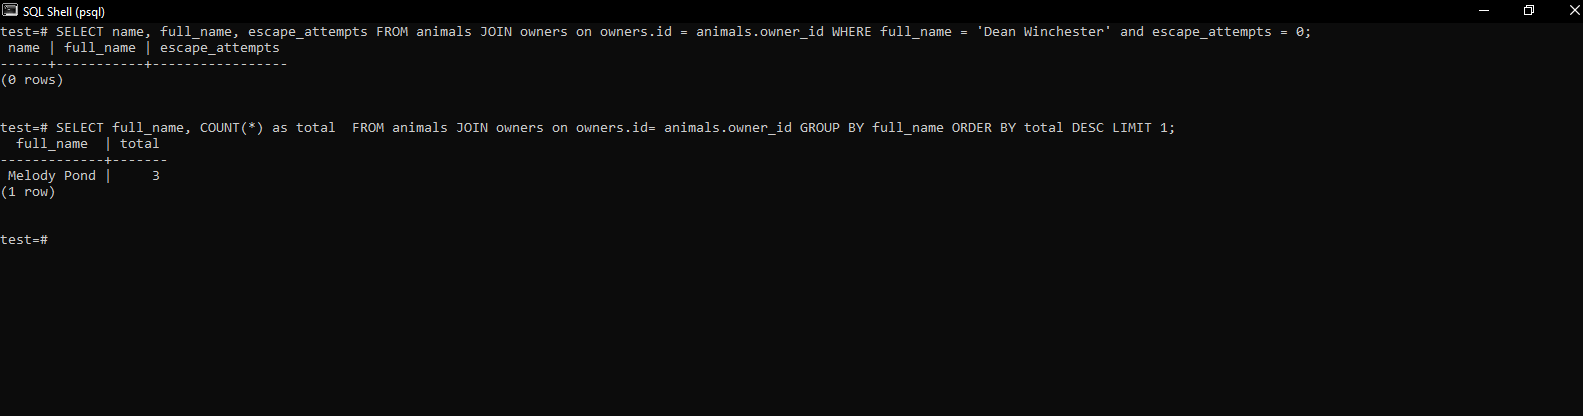 SQL Shell (psql)
test=# SELECT name, full_name, escape_attempts FROM animals JOIN owners on owners.id = animals.owner_id WHERE full_name = 'Dean Winchester' and escape_attempts = 0;
 name | full_name | escape_attempts
------+-----------+-----------------
(0 rows)
test=# SELECT full_name, COUNT(*) as total  FROM animals JOIN owners on owners.id= animals.owner_id GROUP BY full_name ORDER BY total DESC LIMIT 1;
  full_name  | total
-------------+-------
 Melody Pond |     3
(1 row)
test=#